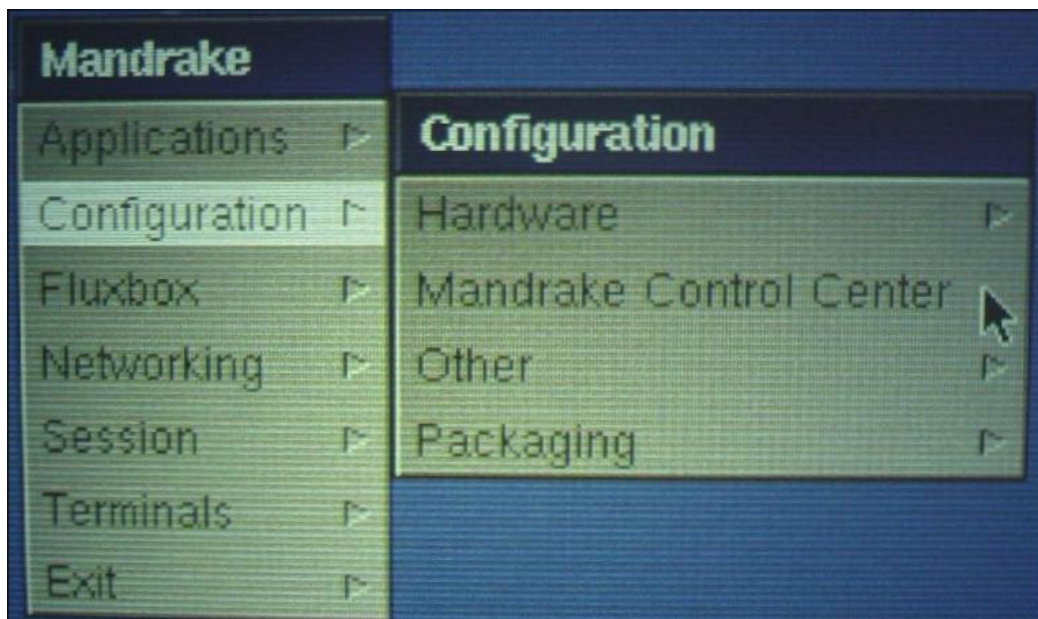 Mandrake
Applications
Configuration
Fluxbox
Networking
Session
Terminals
Exit
Configuration
Hardware
Mandrake Control Center
Other
Packaging